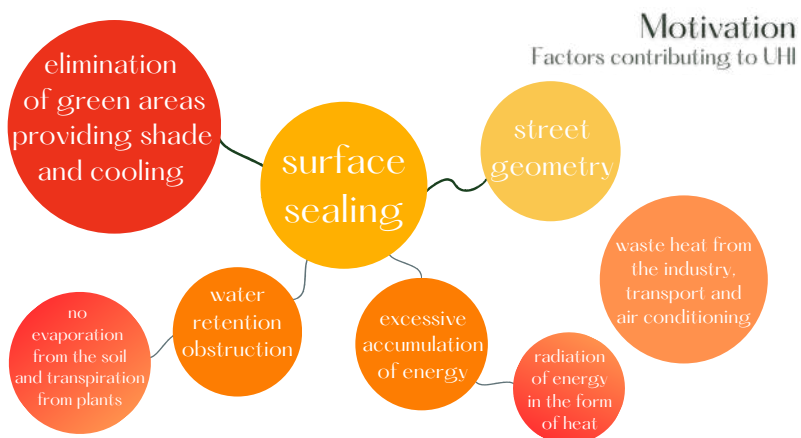 Motivation
Factors contributing to UHI
elimination
of green areas
providing shade
and cooling
surface
sealing
street
geometry
waste heat from
the industry,
transport and
air conditioning
water
retention
obstruction
no
evaporation
from the soil
and transpiration
from plants
excessive
accumulation
of energy
radiation
of energy
in the form
of heat